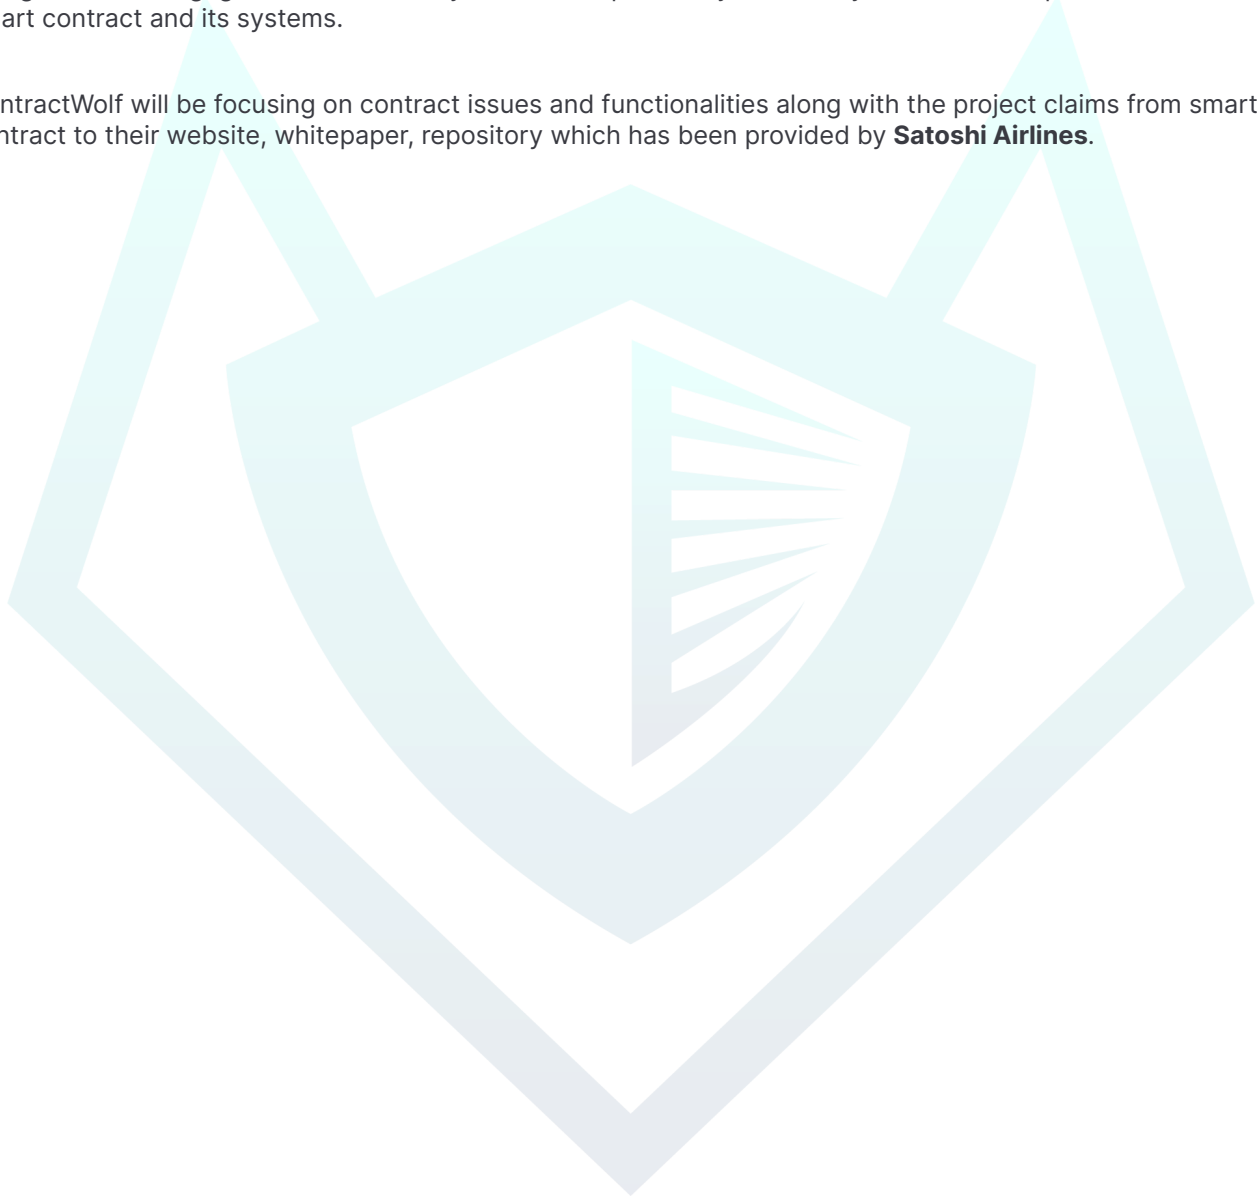 art contract and its systems.
ntractWolf will be focusing on contract issues and functionalities along with the project claims from smart
ntract to their website, whitepaper, repository which has been provided by Satoshi Airlines.